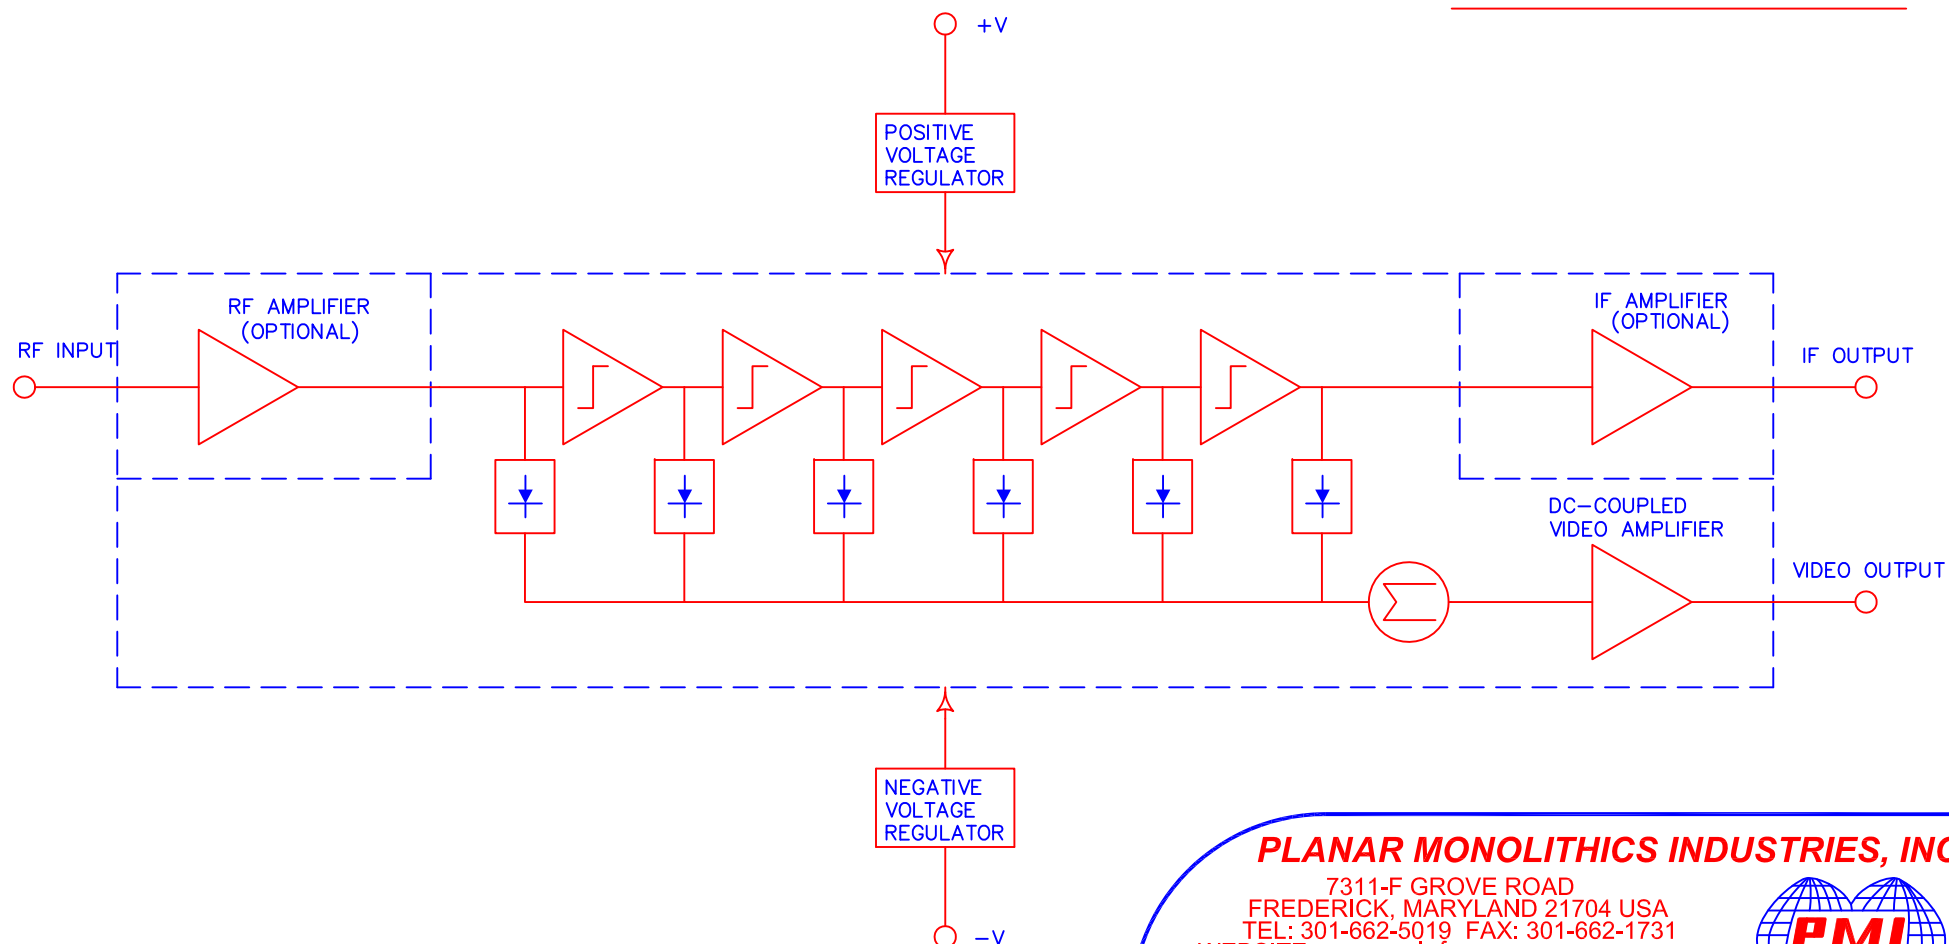 +V
POSITIVE
VOLTAGE
REGULATOR
RF AMPLIFIER
(OPTIONAL)
IF AMPLIFIER
(OPTIONAL)
RF INPUT
IF OUTPUT
DC-COUPLED
VIDEO AMPLIFIER
VIDEO OUTPUT
NEGATIVE
VOLTAGE
REGULATOR
-V
PLANAR MONOLITHICS INDUSTRIES, INC
7311-F GROVE ROAD
FREDERICK, MARYLAND 21704 USA
TEL: 301-662-5019 FAX: 301-662-1731
PMI